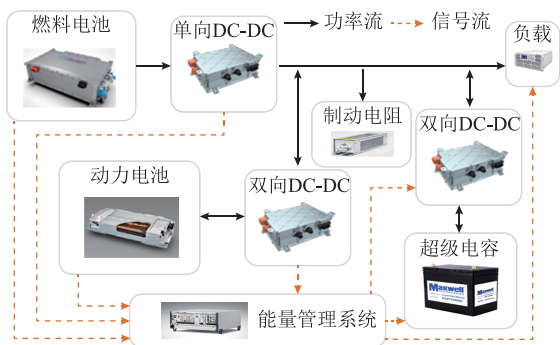 燃料电池
单向DC-DC
功率流
信号流
负载
制动电阻
双向DC-DC
动力电池
双向DC-DC
超级电容
Maxwell
能量管理系统